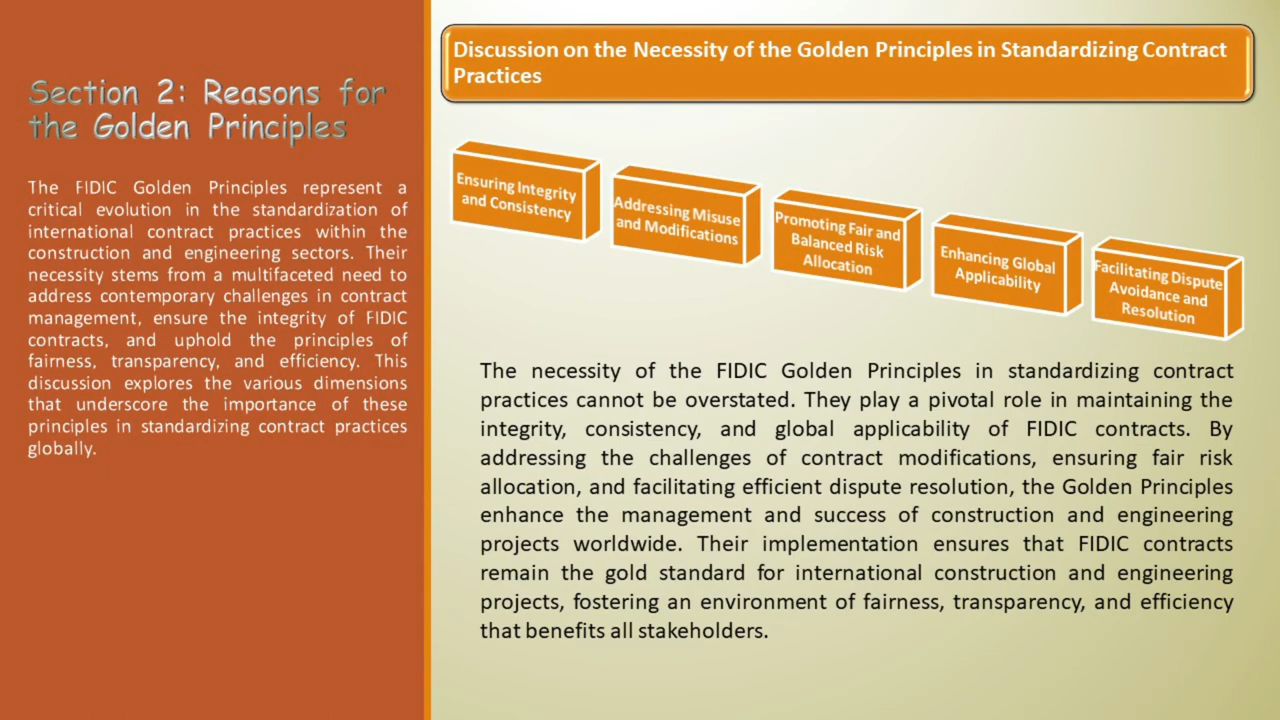 Section 2: Reasons for
the Golden Principles
The FIDIC Golden Principles represent a
critical evolution in the standardization of
international contract practices within the
construction and engineering sectors. Their
necessity stems from a multifaceted need to
address contemporary challenges in contract
management, ensure the integrity of FIDIC
contracts, and uphold the principles of
fairness, transparency, and efficiency. This
discussion explores the various dimensions
that underscore the importance of these
principles in standardizing contract practices
globally.
Discussion on the Necessity of the Golden Principles in Standardizing Contract
Practices
Ensuring Integrity
and Consistency
Addressing Misuse
and Modifications
Promoting Fair and
Balanced Risk
Allocation
Enhancing Global
Applicability
Facilitating Dispute
Avoidance and
Resolution
The necessity of the FIDIC Golden Principles in standardizing contract
practices cannot be overstated. They play a pivotal role in maintaining the
integrity, consistency, and global applicability of FIDIC contracts. By
addressing the challenges of contract modifications, ensuring fair risk
allocation, and facilitating efficient dispute resolution, the Golden Principles
enhance the management and success of construction and engineering
projects worldwide. Their implementation ensures that FIDIC contracts
remain the gold standard for international construction and engineering
projects, fostering an environment of fairness, transparency, and efficiency
that benefits all stakeholders.